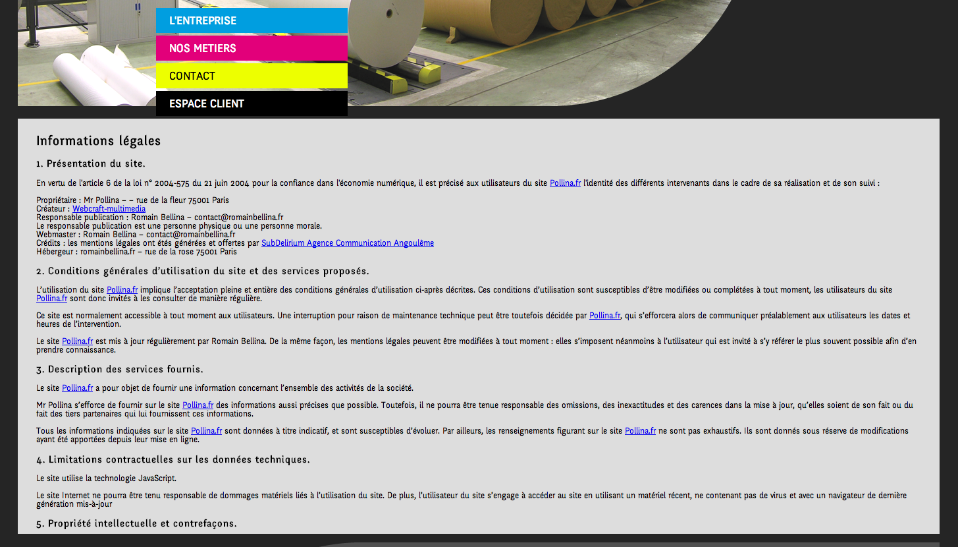 L'ENTREPRISE
NOS METIERS
CONTACT
ESPACE CLIENT
Informations légales
1. Présentation du site.
En vertu de l'article 6 de la loi n° 2004-575 du 21 juin 2004 pour la confiance dans l'économie numérique, il est précisé aux utilisateurs du site Pollina.fr l'identité des différents intervenants dans le cadre de sa réalisation et de son suivi :
Propriétaire : Mr Pollina – – rue de la fleur 75001 Paris
Créateur : Webcraft-multimedia
Responsable publication : Romain Bellina – contact@romainbellina.fr
Le responsable publication est une personne physique ou une personne morale.
Webmaster : Romain Bellina – contact@romainbellina.fr
Crédits : les mentions légales ont étés générées et offertes par SubDelirium Agence Communication Angoulême
Hébergeur : romainbellina.fr – rue de la rose 75001 Paris
2. Conditions générales d'utilisation du site et des services proposés.
L'utilisation du site Pollina.fr implique l'acceptation pleine et entière des conditions générales d'utilisation ci-après décrites. Ces conditions d'utilisation sont susceptibles d'être modifiées ou complétées à tout moment, les utilisateurs du site
Pollina.fr sont donc invités à les consulter de manière régulière.
Ce site est normalement accessible à tout moment aux utilisateurs. Une interruption pour raison de maintenance technique peut être toutefois décidée par Pollina.fr, qui s'efforcera alors de communiquer préalablement aux utilisateurs les dates et
heures de l'intervention.
Le site Pollina.fr est mis à jour régulièrement par Romain Bellina. De la même façon, les mentions légales peuvent être modifiées à tout moment : elles s'imposent néanmoins à l'utilisateur qui est invité à s'y référer le plus souvent possible afin d'en
prendre connaissance.
3. Description des services fournis.
Le site Pollina.fr a pour objet de fournir une information concernant l'ensemble des activités de la société.
Mr Pollina s'efforce de fournir sur le site Pollina.fr des informations aussi précises que possible. Toutefois, il ne pourra être tenue responsable des omissions, des inexactitudes et des carences dans la mise à jour, qu'elles soient de son fait ou du
fait des tiers partenaires qui lui fournissent ces informations.
Tous les informations indiquées sur le site Pollina.fr sont données à titre indicatif, et sont susceptibles d'évoluer. Par ailleurs, les renseignements figurant sur le site Pollina.fr ne sont pas exhaustifs. Ils sont donnés sous réserve de modifications
ayant été apportées depuis leur mise en ligne.
4. Limitations contractuelles sur les données techniques.
Le site utilise la technologie JavaScript.
Le site Internet ne pourra être tenu responsable de dommages matériels liés à l'utilisation du site. De plus, l'utilisateur du site s'engage à accéder au site en utilisant un matériel récent, ne contenant pas de virus et avec un navigateur de dernière
génération mis-à-jour
5. Propriété intellectuelle et contrefaçons.